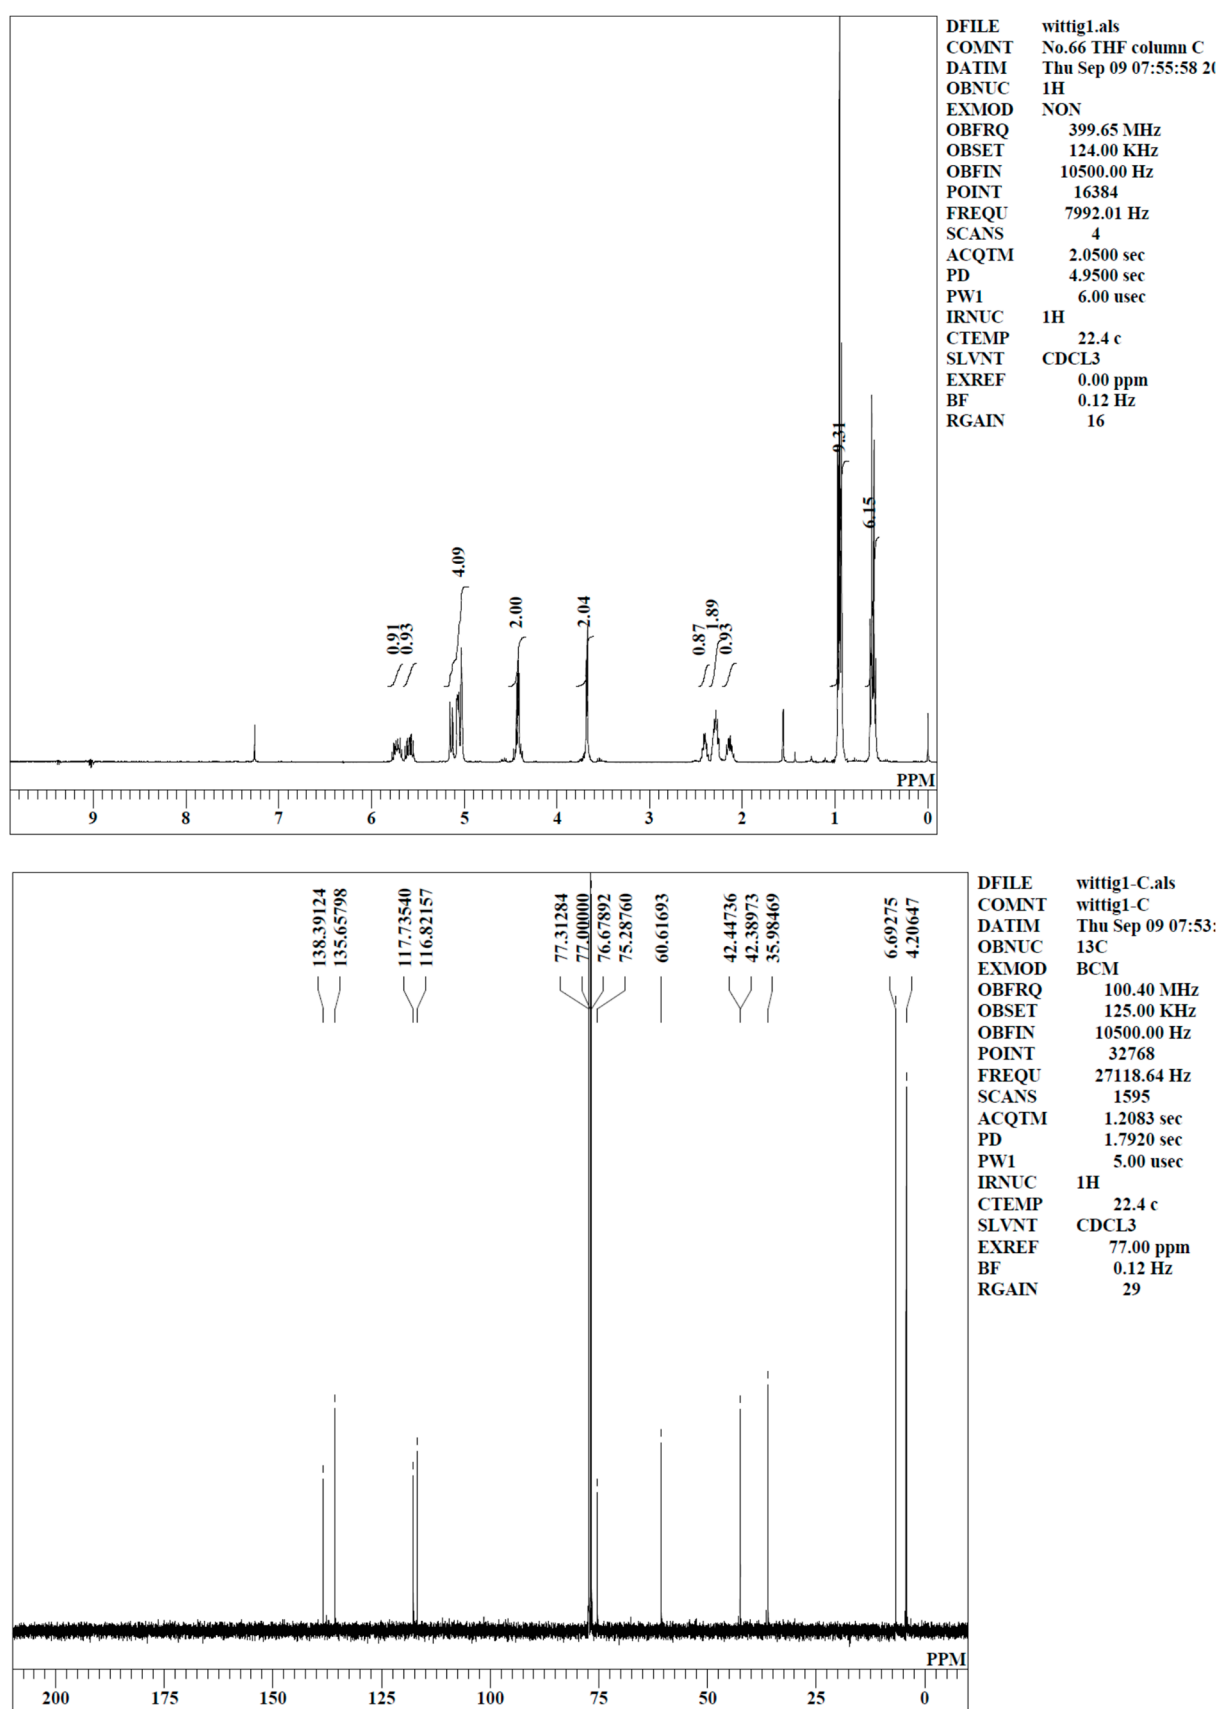 DFILE wittig1.als
COMNT No.66 THF column C
DATIM Thu Sep 09 07:55:58
OBNUC 1H
EXMOD NON
OBFRQ 399.65 MHz
OBSET 124.00 KHz
OBFIN 10500.00 Hz
POINT 16384
FREQU 7992.01 Hz
SCANS 4
ACQTM 2.0500 sec
PD 4.9500 sec
PW1 6.00 usec
IRNUC 1H
CTEMP 22.4 c
SLVNT CDCL3
EXREF 0.00 ppm
BF 0.12 Hz
RGAIN 16
0.91
0.93
4.09
2.00
2.04
0.87
1.89
0.93
9.31
6.15
PPM
9 8 7 6 5 4 3 2 1 0
DFILE wittig1-C.als
COMNT wittig1-C
DATIM Thu Sep 09 07:53:
OBNUC 13C
EXMOD BCM
OBFRQ 100.40 MHz
OBSET 125.00 KHz
OBFIN 10500.00 Hz
POINT 32768
FREQU 27118.64 Hz
SCANS 1595
ACQTM 1.2083 sec
PD 1.7920 sec
PW1 5.00 usec
IRNUC 1H
CTEMP 22.4 c
SLVNT CDCL3
EXREF 77.00 ppm
BF 0.12 Hz
RGAIN 29
138.39124
135.65798
117.73540
116.82157
77.31284
77.00000
76.67892
75.28760
60.61693
42.44736
42.38973
35.98469
6.69275
4.20647
PPM
200 175 150 125 100 75 50 25 0